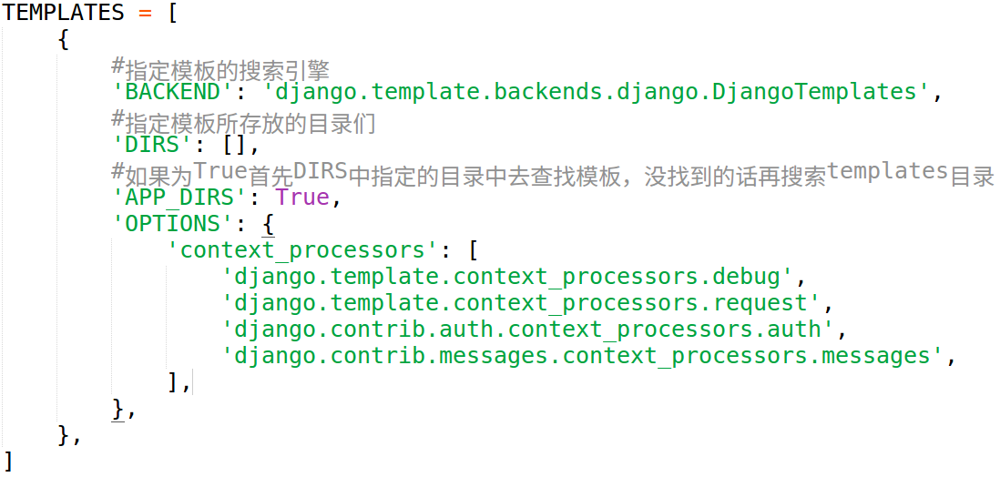 TEMPLATES = [
    {
        #指定模板的搜索引擎
        'BACKEND': 'django.template.backends.django.DjangoTemplates',
        #指定模板所存放的目录们
        'DIRS': [],
        #如果为True首先DIRS中指定的目录中去查找模板，没找到的话再搜索templates目录
        'APP_DIRS': True,
        'OPTIONS': {
            'context_processors': [
                'django.template.context_processors.debug',
                'django.template.context_processors.request',
                'django.contrib.auth.context_processors.auth',
                'django.contrib.messages.context_processors.messages',
            ],
        },
    },
]